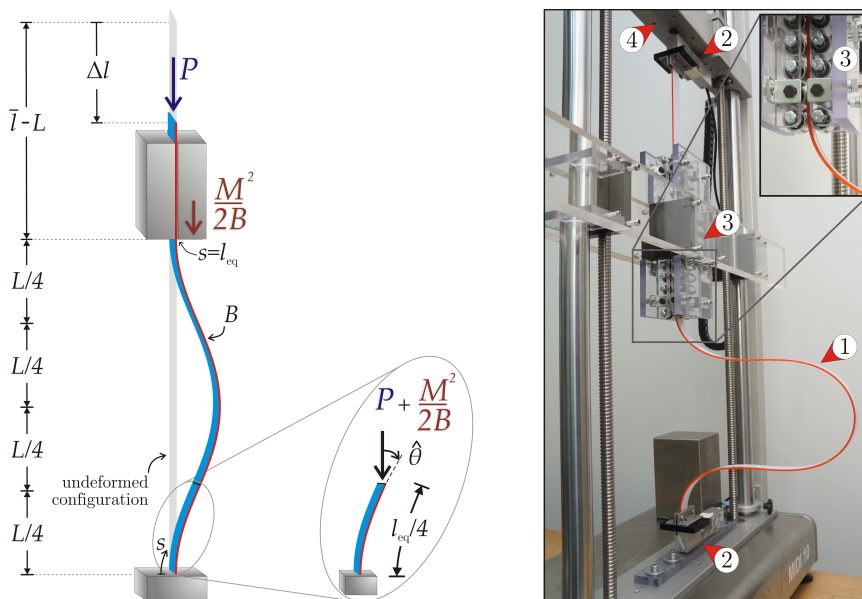 l̄-L
Δl
P
M²
2B
s=l_eq
L/4
L/4
L/4
L/4
B
undeformed
configuration
s
P + M²
2B
θ̂
l_eq/4
4
2
3
3
1
2
MIDI 10